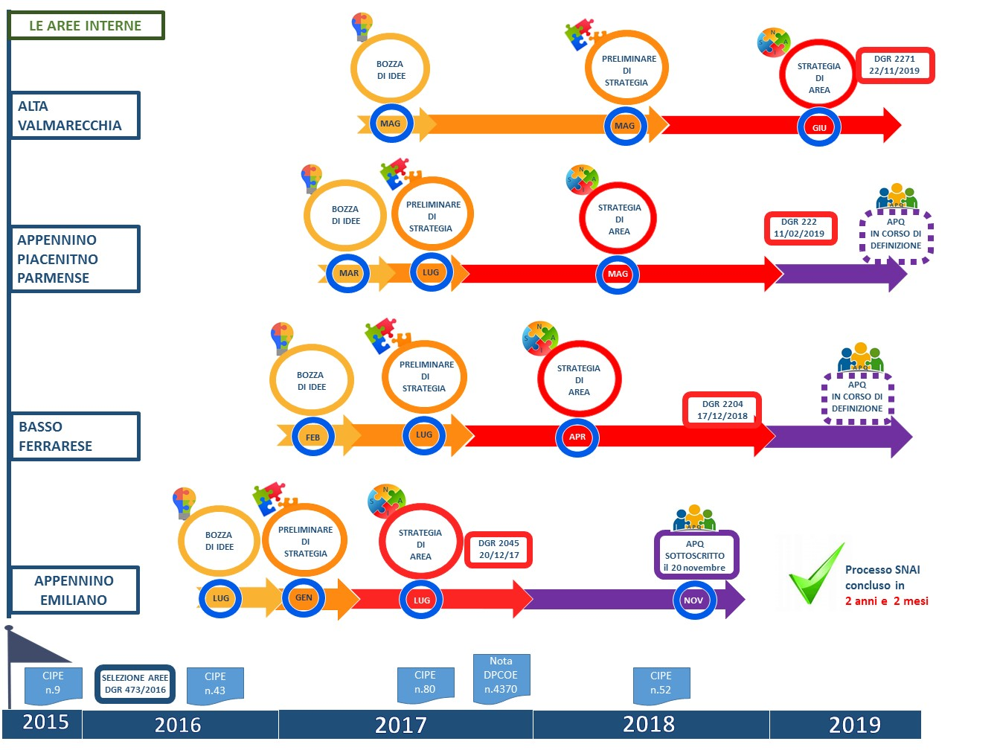 LE AREE INTERNE
BOZZA
DI IDEE
PRELIMINARE
DI
STRATEGIA
S N A I
STRATEGIA
DI
AREA
DGR 2271
22/11/2019
ALTA
VALMARECCHIA
MAG
MAG
GIU
BOZZA
DI IDEE
PRELIMINARE
DI
STRATEGIA
S N A I
STRATEGIA
DI
AREA
DGR 222
11/02/2019
APQ
APQ
IN CORSO DI
DEFINIZIONE
APPENNINO
PIACENITNO
PARMENSE
MAR
LUG
MAG
BOZZA
DI IDEE
PRELIMINARE
DI
STRATEGIA
S N A I
STRATEGIA
DI
AREA
DGR 2204
17/12/2018
APQ
APQ
IN CORSO DI
DEFINIZIONE
BASSO
FERRARESE
FEB
LUG
APR
BOZZA
DI IDEE
PRELIMINARE
DI
STRATEGIA
S N A I
STRATEGIA
DI
AREA
DGR 2045
20/12/17
APQ
APQ
SOTTOSCRITTO
il 20 novembre
Processo SNAI
concluso in
2 anni e 2 mesi
APPENNINO
EMILIANO
LUG
GEN
LUG
NOV
CIPE
n.9
SELEZIONE AREE
DGR 473/2016
CIPE
n.43
CIPE
n.80
Nota
DPCOE
n.4370
CIPE
n.52
2015
2016
2017
2018
2019